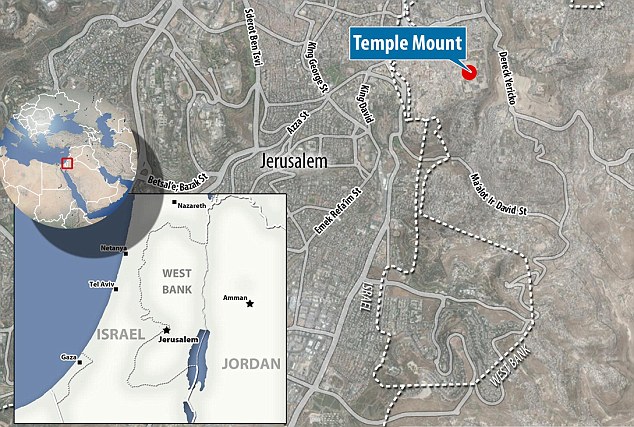 Sderot Ben Tsvi
King George St
Temple Mount
Dereck Yericko
Azza St
King David
Jerusalem
Betsal'e; Bazak St
Emek Refa'im St
Ma'alot Ir David St
ISRAEL
WEST BANK
Nazareth
Netanya
WEST
BANK
Tel Aviv
Amman
ISRAEL
Jerusalem
Gaza
JORDAN